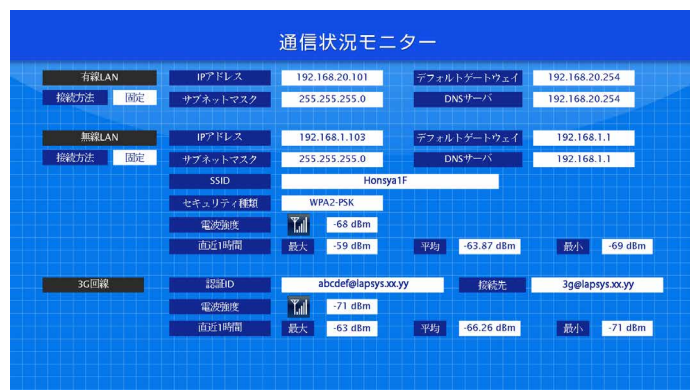 通信状況モニター
有線LAN IPアドレス 192.168.20.101 デフォルトゲートウェイ 192.168.20.254
接続方法 固定 サブネットマスク 255.255.255.0 DNSサーバ 192.168.20.254
無線LAN IPアドレス 192.168.1.103 デフォルトゲートウェイ 192.168.1.1
接続方法 固定 サブネットマスク 255.255.255.0 DNSサーバ 192.168.1.1
SSID Honsya1F
セキュリティ種類 WPA2-PSK
電波強度 -68 dBm
直近1時間 最大 -59 dBm 平均 -63.87 dBm 最小 -69 dBm
3G回線 認証ID abcdef@lapsys.xx.yy 接続先 3g@lapsys.xx.yy
電波強度 -71 dBm
直近1時間 最大 -63 dBm 平均 -66.26 dBm 最小 -71 dBm